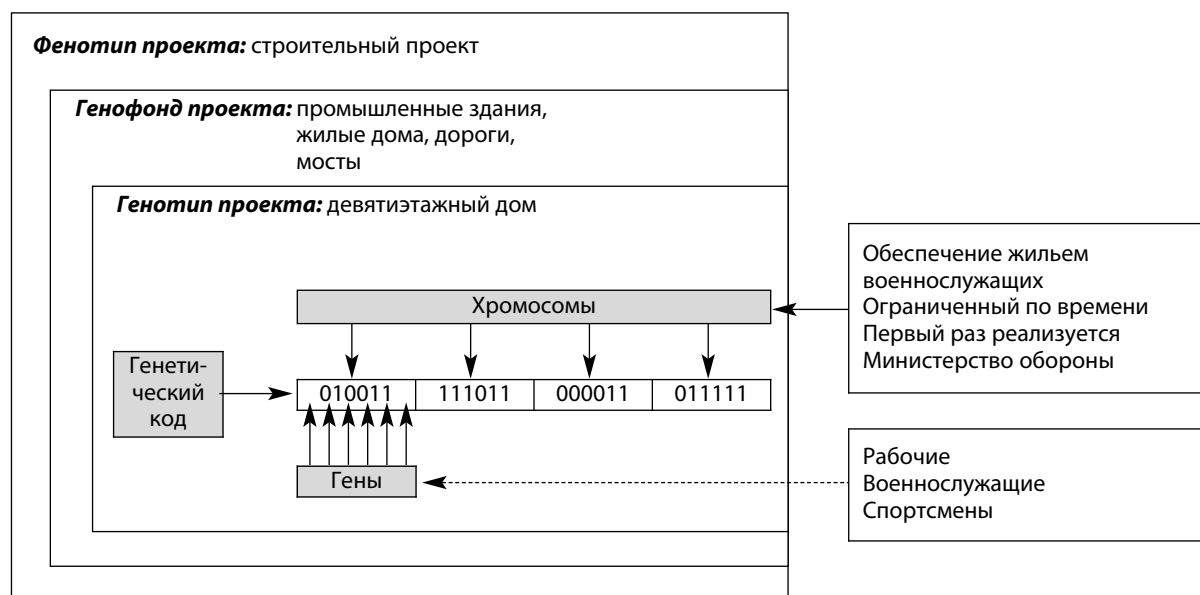 Фенотип проекта: строительный проект
Генофонд проекта: промышленные здания,
жилые дома, дороги,
мосты
Генотип проекта: девятиэтажный дом
Обеспечение жильем
военнослужащих
Ограниченный по времени
Первый раз реализуется
Министерство обороны
Хромосомы
Генети-
ческий
код
010011 111011 000011 011111
Гены
Рабочие
Военнослужащие
Спортсмены